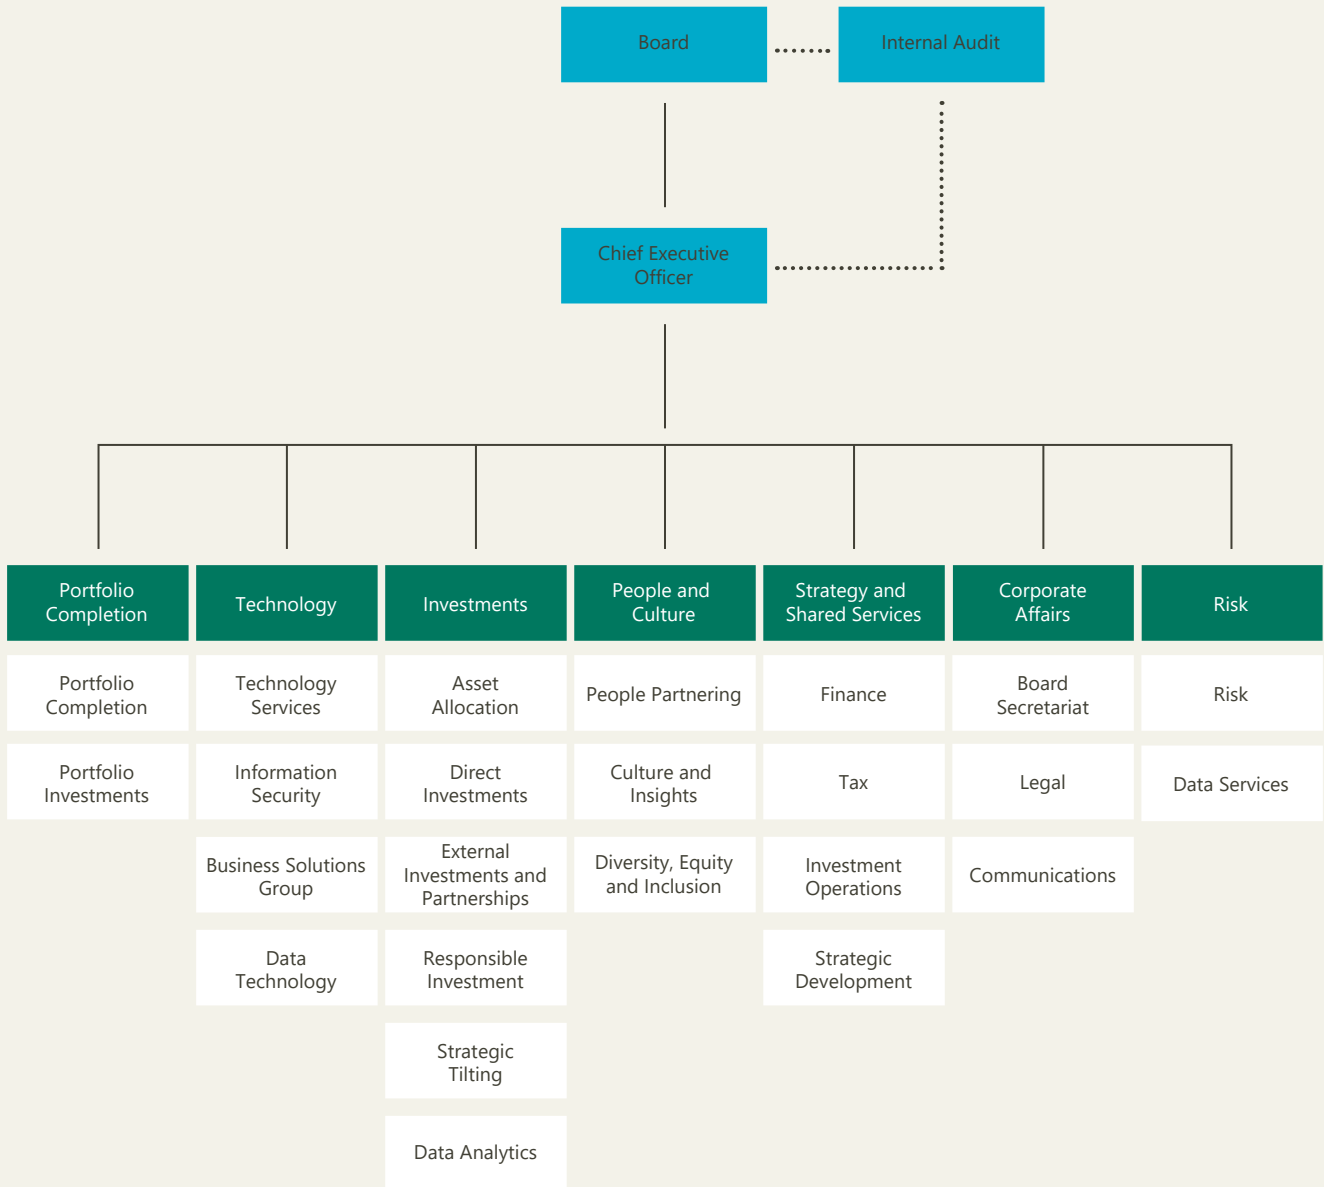 Board
Internal Audit
Chief Executive
Officer
Portfolio
Completion
Technology
Investments
People and
Culture
Strategy and
Shared Services
Corporate
Affairs
Risk
Portfolio
Completion
Portfolio
Investments
Technology
Services
Information
Security
Business Solutions
Group
Data
Technology
Asset
Allocation
Direct
Investments
External
Investments and
Partnerships
Responsible
Investment
Strategic
Tilting
Data Analytics
People Partnering
Culture and
Insights
Diversity, Equity
and Inclusion
Finance
Tax
Investment
Operations
Strategic
Development
Board
Secretariat
Legal
Communications
Risk
Data Services